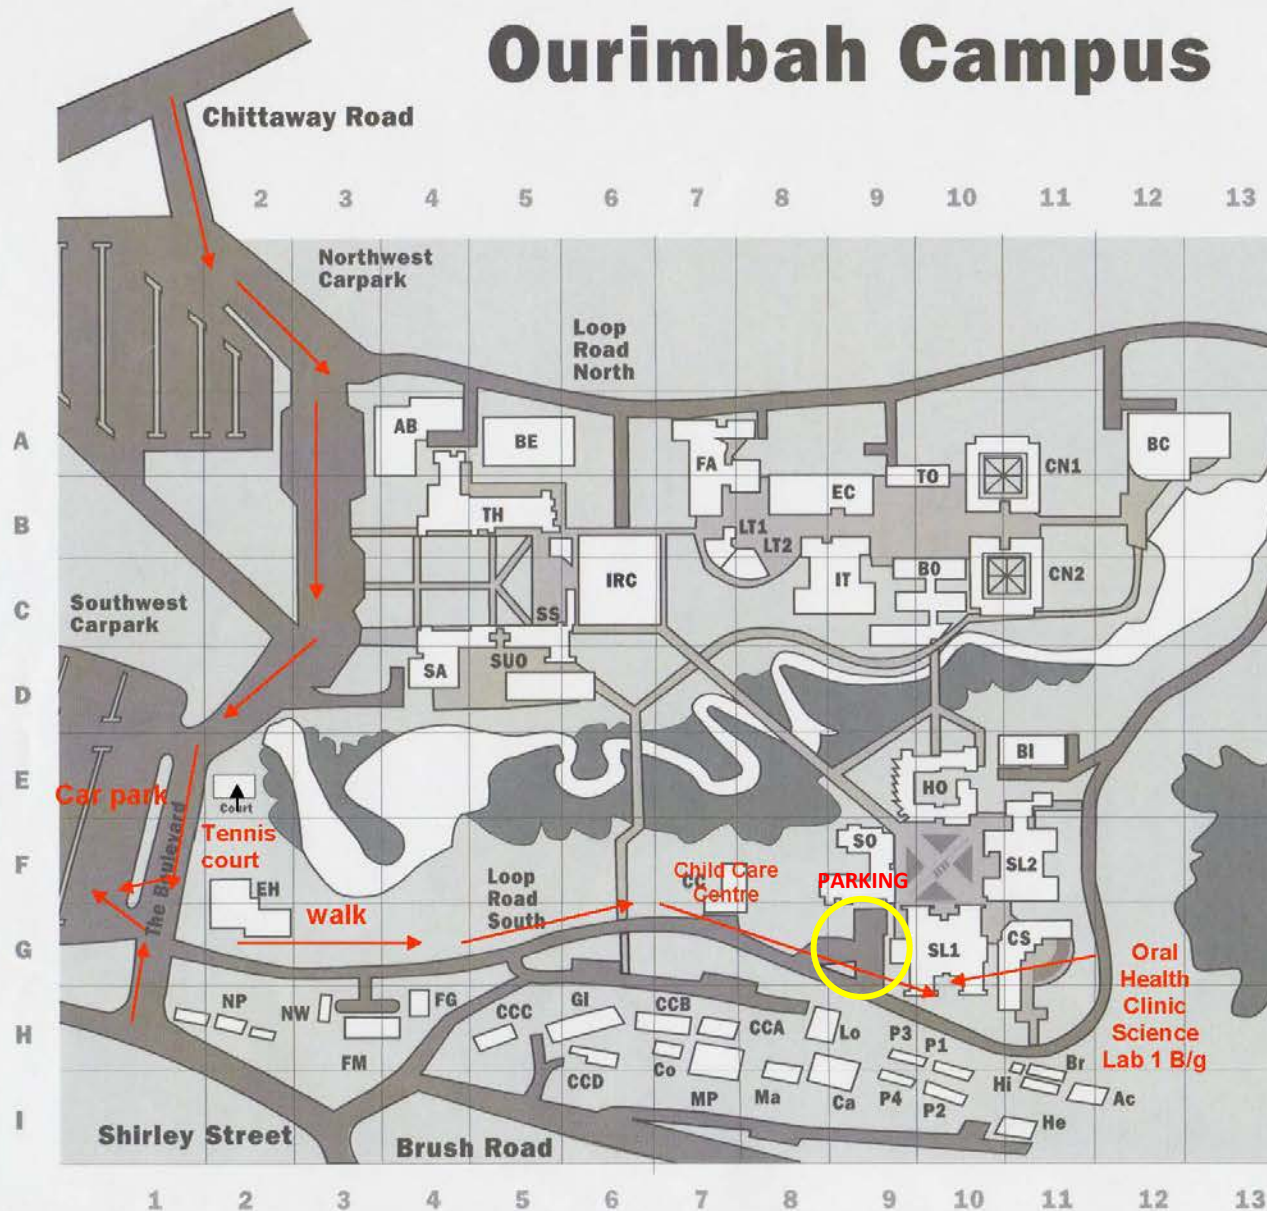 Ourimbah Campus
Chittaway Road
2 3 4 5 6 7 8 9 10 11 12 13
Northwest
Carpark
Loop
Road
North
A
AB
BE
FA
TO
CN1
BC
EC
B
TH
LT1
LT2
IRC
IT
BO
CN2
Southwest
Carpark
C
SS
SA
SUO
D
BI
E
Car park
Court
HO
Tennis
court
The Boulevard
F
SO
SL2
CC
Child Care
Centre
PARKING
EH
walk
Loop
Road
South
G
SL1
CS
Oral
Health
Clinic
Science
Lab 1 B/g
NP
NW
FG
CCC
GI
CCB
CCA
Lo
P3
P1
H
FM
CCD
Co
MP
Ma
Ca
P4
P2
Hi
Br
Ac
He
I
Shirley Street
Brush Road
1 2 3 4 5 6 7 8 9 10 11 12 13